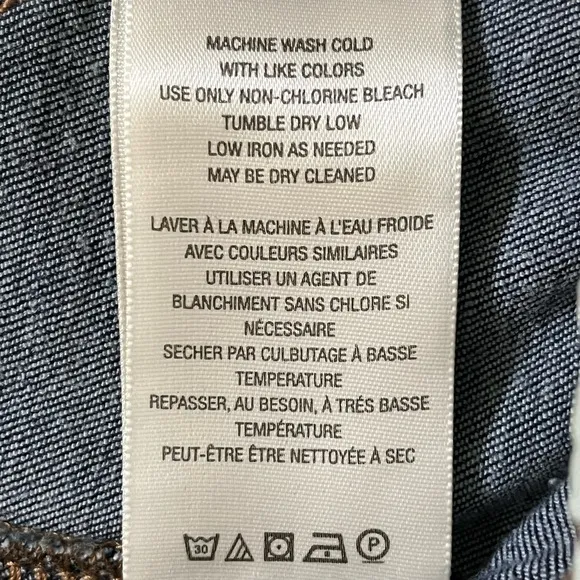 MACHINE WASH COLD
WITH LIKE COLORS
USE ONLY NON-CHLORINE BLEACH
TUMBLE DRY LOW
LOW IRON AS NEEDED
MAY BE DRY CLEANED
LAVER À LA MACHINE À L'EAU FROIDE
AVEC COULEURS SIMILAIRES
UTILISER UN AGENT DE
BLANCHIMENT SANS CHLORE SI
NÉCESSAIRE
SECHER PAR CULBUTAGE À BASSE
TEMPERATURE
REPASSER, AU BESOIN, À TRÉS BASSE
TEMPÉRATURE
PEUT-ÊTRE ÊTRE NETTOYÉE À SEC
30 P